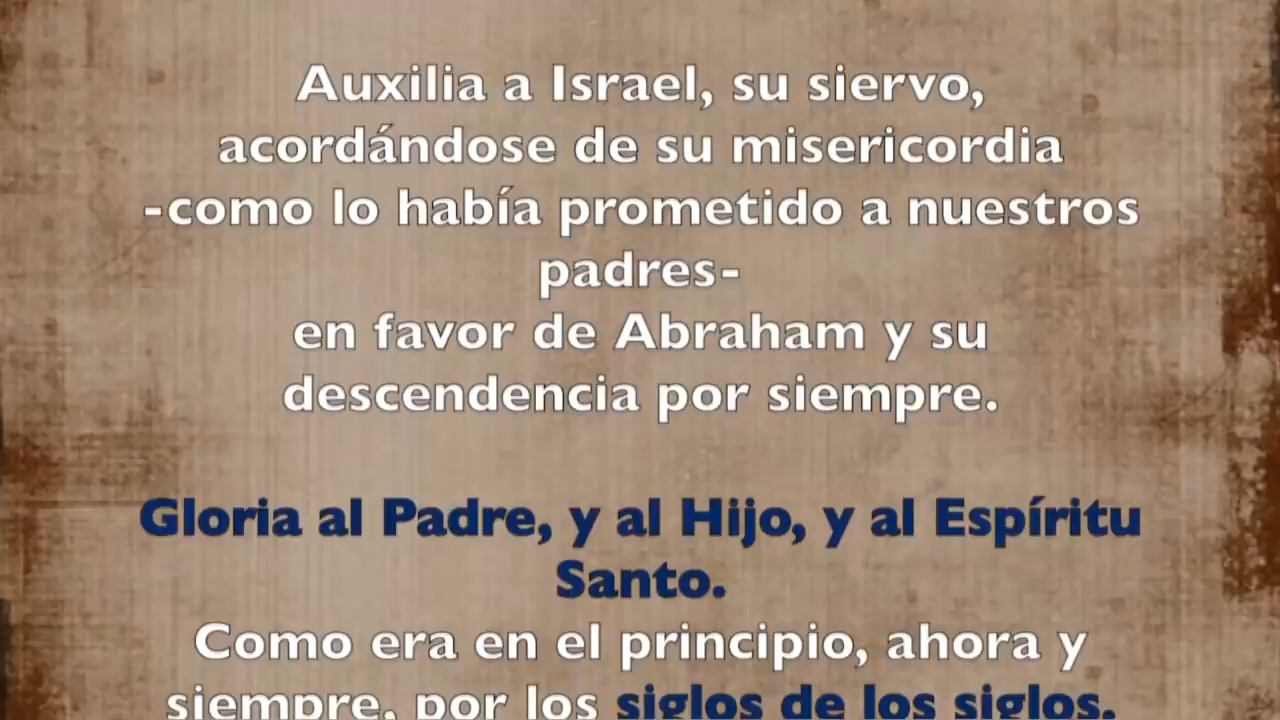 Auxilia a Israel, su siervo,
acordándose de su misericordia
-como lo había prometido a nuestros
padres-
en favor de Abraham y su
descendencia por siempre.
Gloria al Padre, y al Hijo, y al Espíritu
Santo.
Como era en el principio, ahora y
siempre, por los siglos de los siglos.